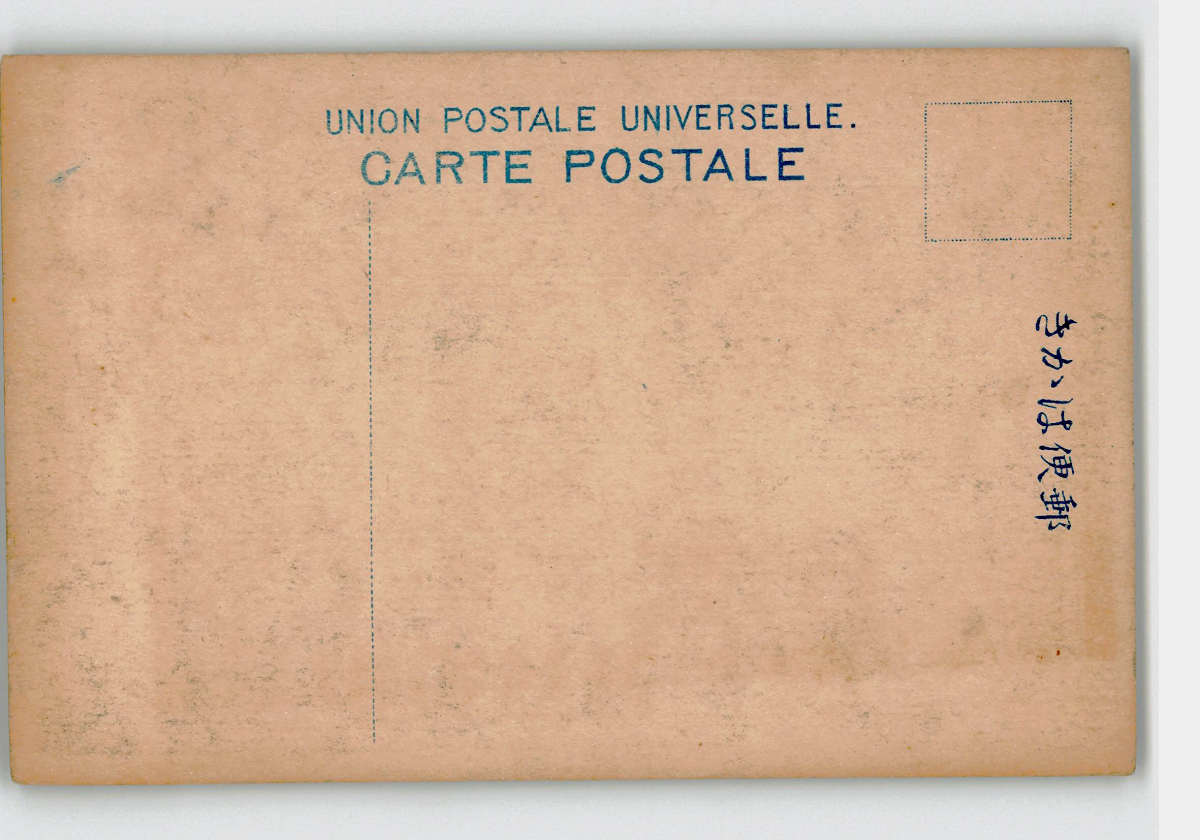 UNION POSTALE UNIVERSELLE.
CARTE POSTALE
きかは便郵